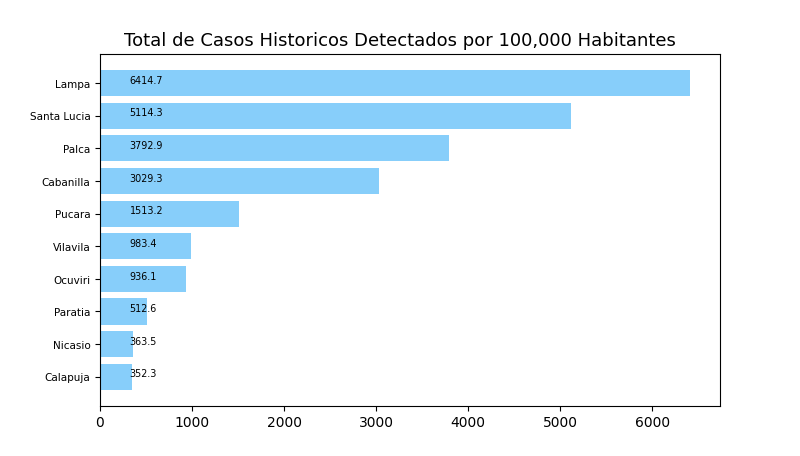 Total de Casos Historicos Detectados por 100,000 Habitantes
Lampa 6414.7
Santa Lucia 5114.3
Palca 3792.9
Cabanilla 3029.3
Pucara 1513.2
Vilavila 983.4
Ocuviri 936.1
Paratia 512.6
Nicasio 363.5
Calapuja 352.3
0 1000 2000 3000 4000 5000 6000